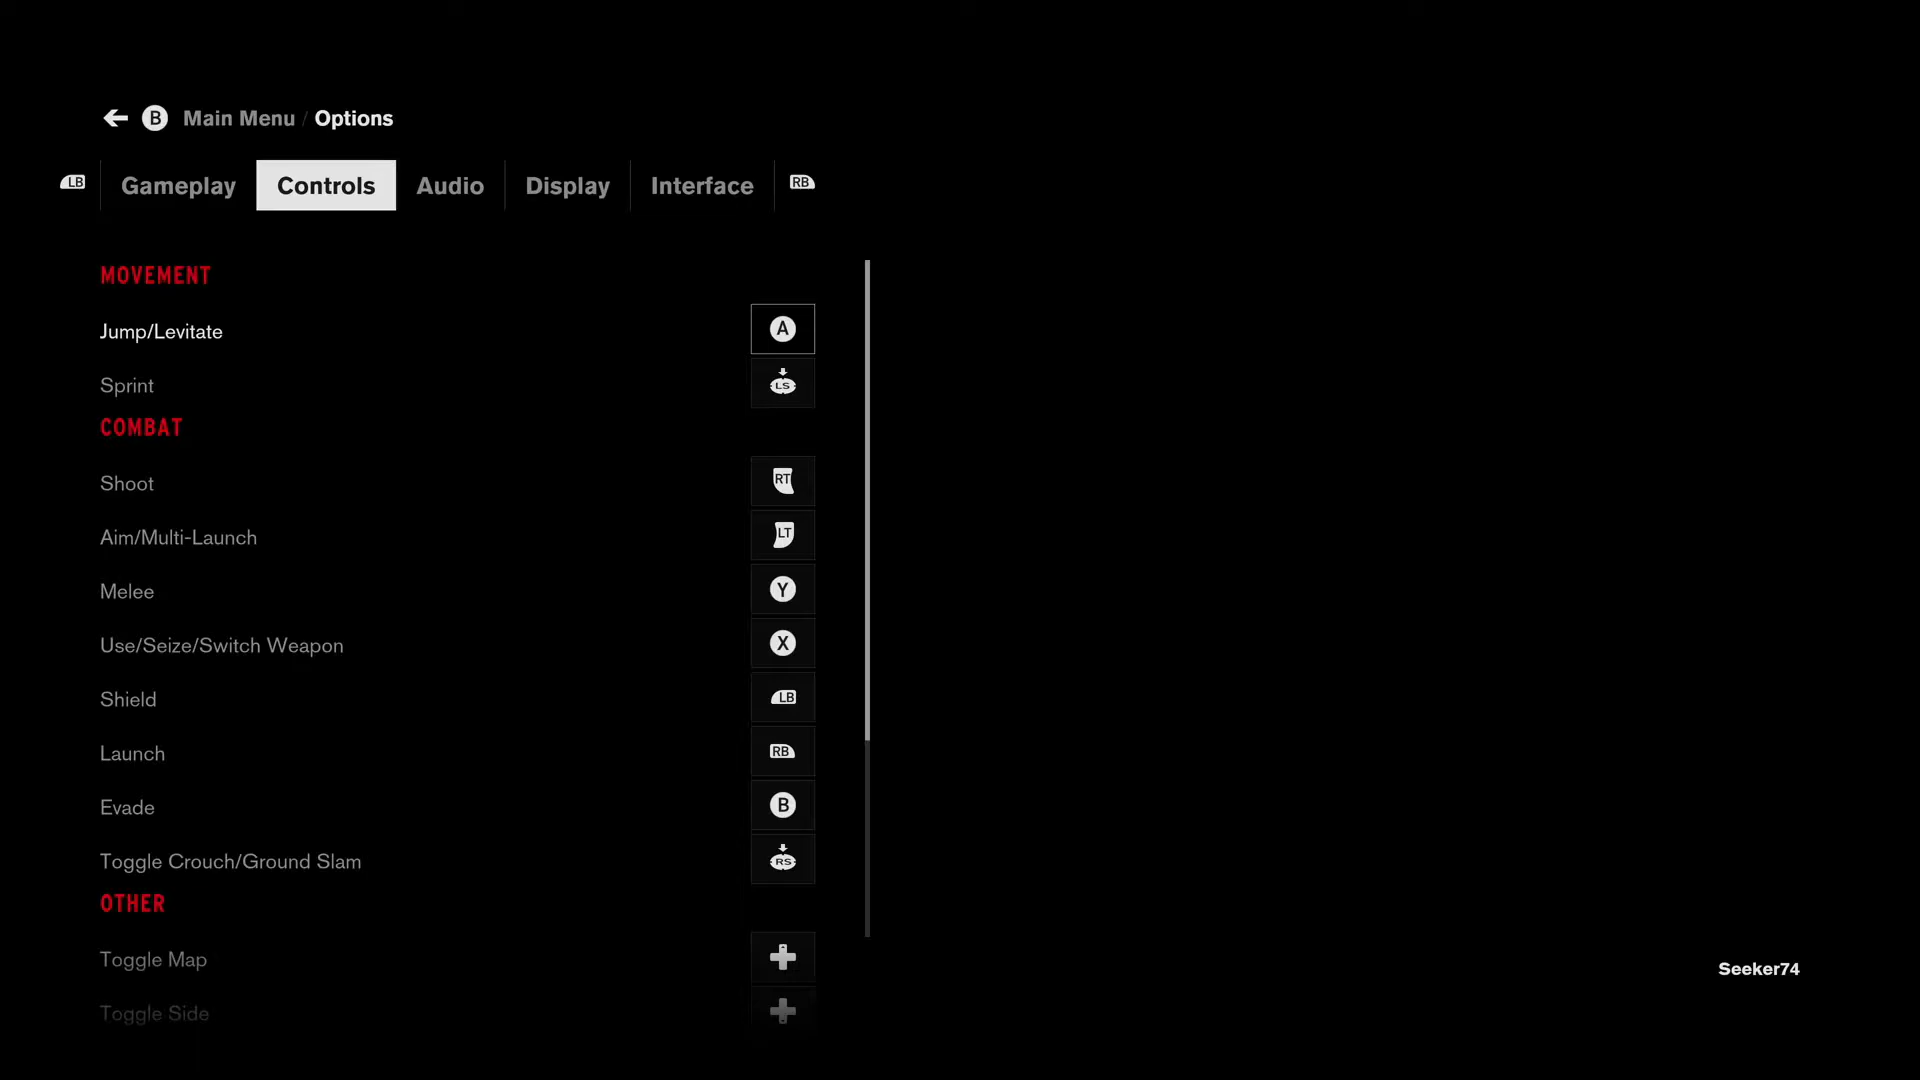 B Main Menu / Options
LB Gameplay Controls Audio Display Interface RB
MOVEMENT
Jump/Levitate A
Sprint LS
COMBAT
Shoot RT
Aim/Multi-Launch LT
Melee Y
Use/Seize/Switch Weapon X
Shield LB
Launch RB
Evade B
Toggle Crouch/Ground Slam RS
OTHER
Toggle Map
Toggle Side
Seeker74